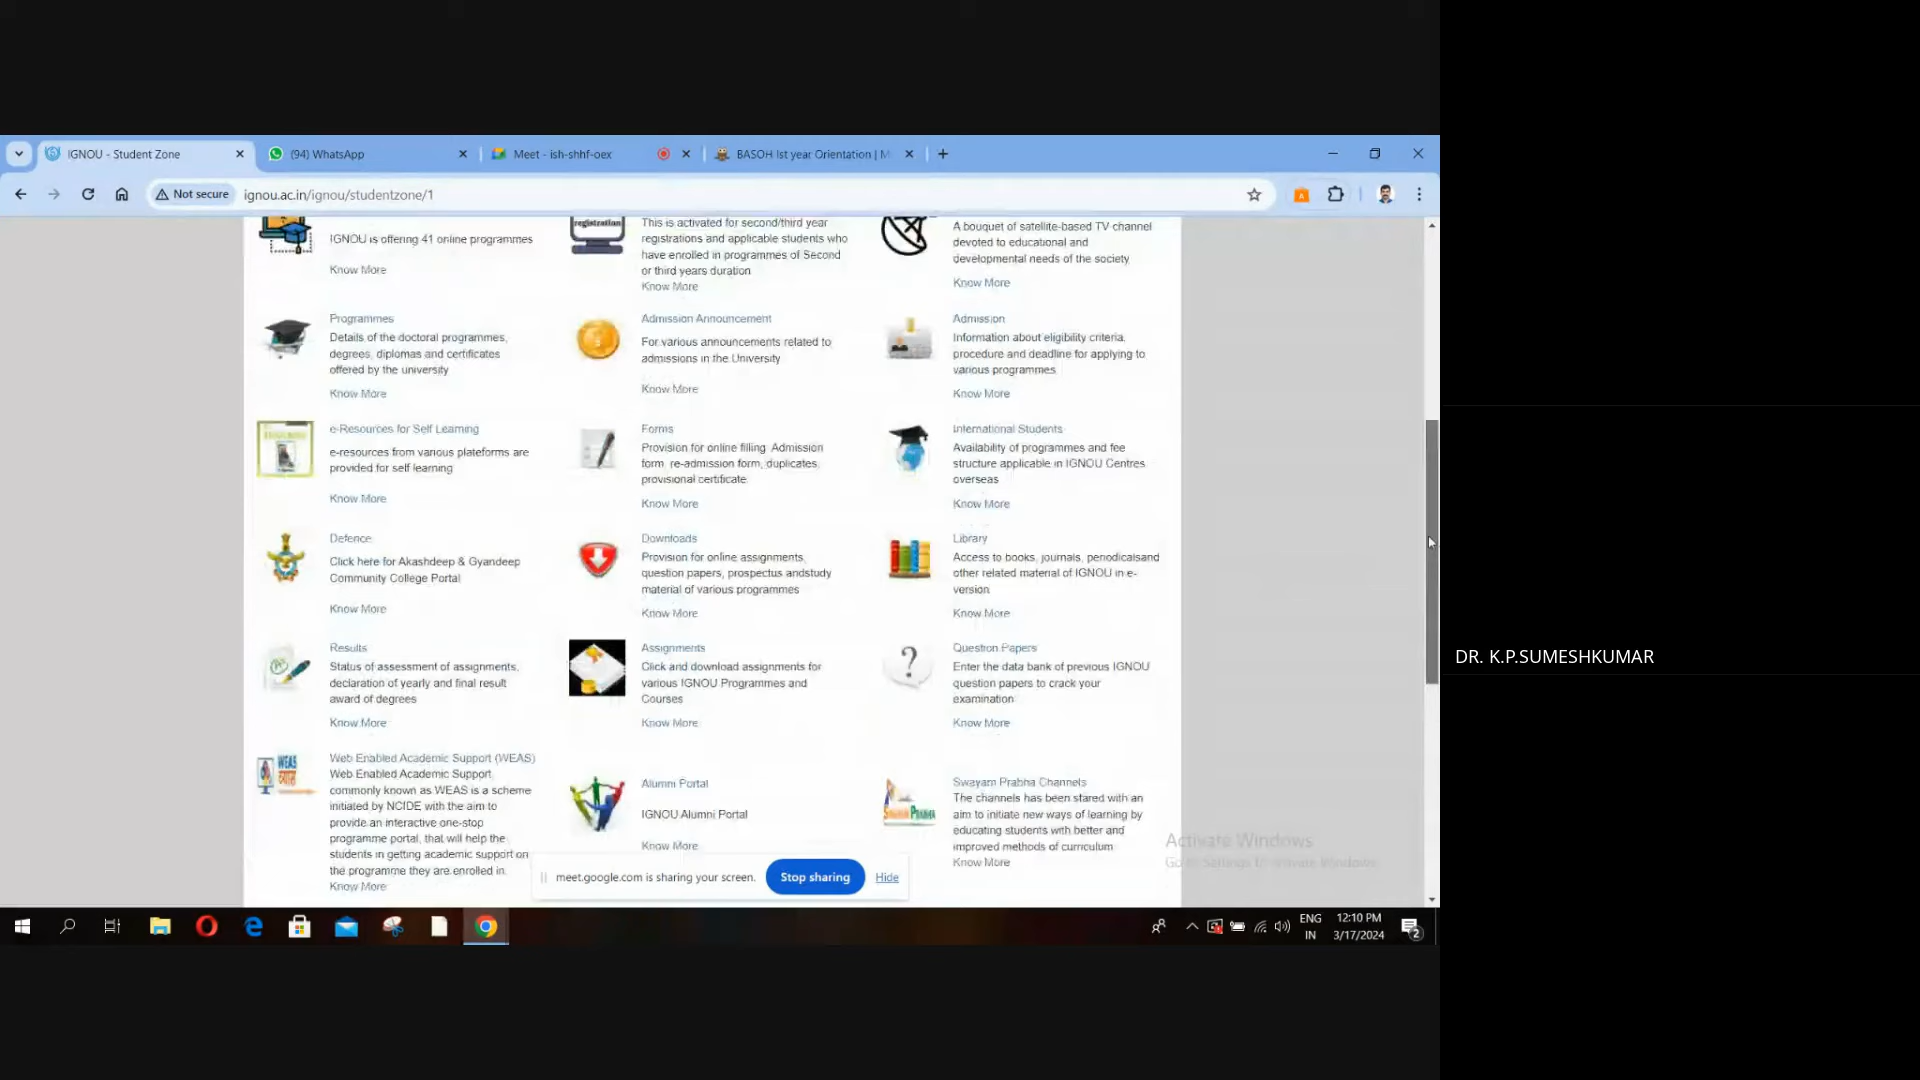 IGNOU - Student Zone
(94) WhatsApp
Meet - ish-shhf-oex
BASOH Ist year Orientation | M
Not secure
ignou.ac.in/ignou/studentzone/1
IGNOU is offering 41 online programmes
Know More
registration
This is activated for second/third year
registrations and applicable students who
have enrolled in programmes of Second
or third years duration
Know More
A bouquet of satellite-based TV channel
devoted to educational and
developmental needs of the society
Know More
Programmes
Details of the doctoral programmes,
degrees, diplomas and certificates
offered by the university
Know More
Admission Announcement
For various announcements related to
admissions in the University
Know More
Admission
Information about eligibility criteria,
procedure and deadline for applying to
various programmes
Know More
e-Resources for Self Learning
e-resources from various plateforms are
provided for self learning
Know More
Forms
Provision for online filling Admission
form, re-admission form, duplicates,
provisional certificate
Know More
International Students
Availability of programmes and fee
structure applicable in IGNOU Centres
overseas
Know More
Defence
Click here for Akashdeep & Gyandeep
Community College Portal
Know More
Downloads
Provision for online assignments,
question papers, prospectus andstudy
material of various programmes
Know More
Library
Access to books, journals, periodicalsand
other related material of IGNOU in e-
version
Know More
Results
Status of assessment of assignments,
declaration of yearly and final result
award of degrees
Know More
Assignments
Click and download assignments for
various IGNOU Programmes and
Courses
Know More
Question Papers
Enter the data bank of previous IGNOU
question papers to crack your
examination
Know More
WEAS
Web Enabled Academic Support (WEAS)
Web Enabled Academic Support
commonly known as WEAS is a scheme
initiated by NCIDE with the aim to
provide an interactive one-stop
programme portal, that will help the
students in getting academic support on
the programme they are enrolled in.
Know More
Alumni Portal
IGNOU Alumni Portal
Know More
Swayam Prabha Channels
The channels has been stared with an
aim to initiate new ways of learning by
educating students with better and
improved methods of curriculum
Know More
Activate Windows
Go to Settings to activate Windows.
meet.google.com is sharing your screen.
Stop sharing
Hide
ENG
IN
12:10 PM
3/17/2024
2
DR. K.P.SUMESHKUMAR